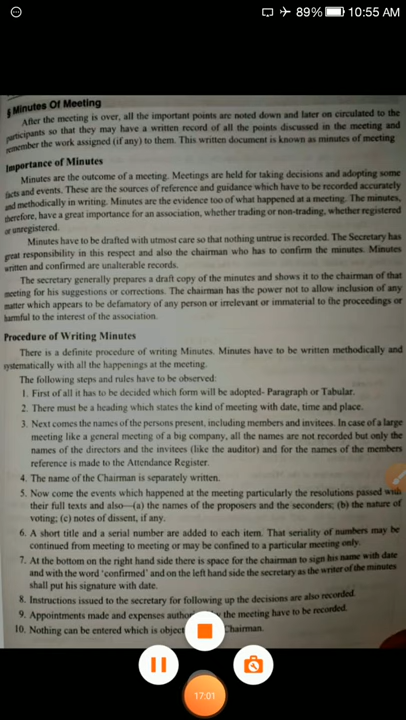 89% 10:55 AM
Minutes Of Meeting
After the meeting is over, all the important points are noted down and later on circulated to the
participants so that they may have a written record of all the points discussed in the meeting and
remember the work assigned (if any) to them. This written document is known as minutes of meeting
Importance of Minutes
Minutes are the outcome of a meeting. Meetings are held for taking decisions and adopting some
facts and events. These are the sources of reference and guidance which have to be recorded accurately
and methodically in writing. Minutes are the evidence too of what happened at a meeting. The minutes,
therefore, have a great importance for an association, whether trading or non-trading, whether registered
or unregistered.
Minutes have to be drafted with utmost care so that nothing untrue is recorded. The Secretary has
great responsibility in this respect and also the chairman who has to confirm the minutes. Minutes
written and confirmed are unalterable records.
The secretary generally prepares a draft copy of the minutes and shows it to the chairman of that
meeting for his suggestions or corrections. The chairman has the power not to allow inclusion of any
matter which appears to be defamatory of any person or irrelevant or immaterial to the proceedings or
harmful to the interest of the association.
Procedure of Writing Minutes
There is a definite procedure of writing Minutes. Minutes have to be written methodically and
systematically with all the happenings at the meeting.
The following steps and rules have to be observed:
1. First of all it has to be decided which form will be adopted- Paragraph or Tabular.
2. There must be a heading which states the kind of meeting with date, time and place.
3. Next comes the names of the persons present, including members and invitees. In case of a large
meeting like a general meeting of a big company, all the names are not recorded but only the
names of the directors and the invitees (like the auditor) and for the names of the members
reference is made to the Attendance Register.
4. The name of the Chairman is separately written.
5. Now come the events which happened at the meeting particularly the resolutions passed with
their full texts and also—(a) the names of the proposers and the seconders; (b) the nature of
voting; (c) notes of dissent, if any.
6. A short title and a serial number are added to each item. That seriality of numbers may be
continued from meeting to meeting or may be confined to a particular meeting only.
7. At the bottom on the right hand side there is space for the chairman to sign his name with date
and with the word 'confirmed' and on the left hand side the secretary as the writer of the minutes
shall put his signature with date.
8. Instructions issued to the secretary for following up the decisions are also recorded.
9. Appointments made and expenses the meeting have to be recorded.
10. Nothing can be entered which is Chairman.
17:01